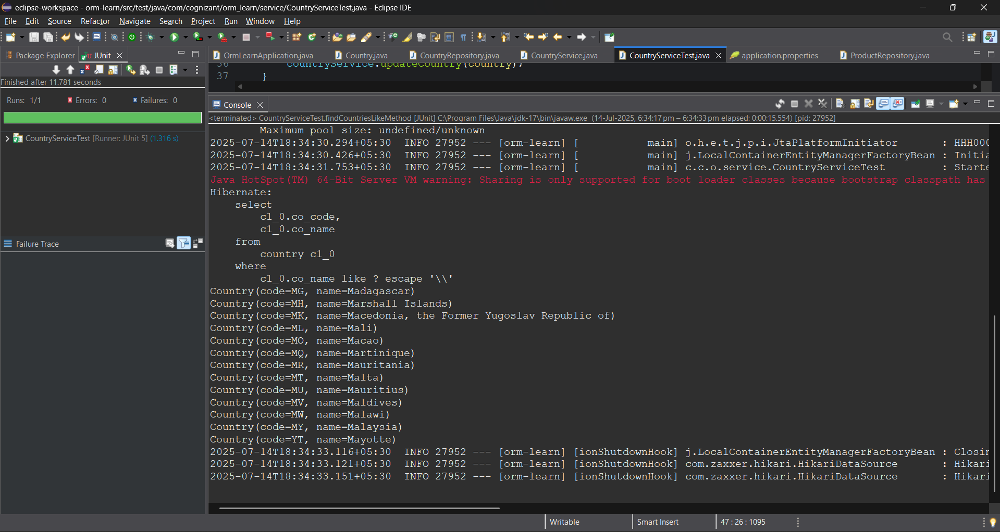 eclipse-workspace - orm-learn/src/test/java/com/cognizant/orm_learn/service/CountryServiceTest.java - Eclipse IDE
File Edit Source Refactor Navigate Search Project Run Window Help
Package Explorer JUnit
OrmLearnApplication.java Country.java CountryRepository.java CountryService.java CountryServiceTest.java application.properties ProductRepository.java
36 countryService.updateCountry(country);
37 }
Finished after 11.781 seconds
Runs: 1/1 Errors: 0 Failures: 0
CountryServiceTest [Runner: JUnit 5] (1.316 s)
Failure Trace
Console
<terminated> CountryServiceTest.findCountriesLikeMethod [JUnit] C:\Program Files\Java\jdk-17\bin\javaw.exe (14-Jul-2025, 6:34:17 pm – 6:34:33 pm elapsed: 0:00:15.554) [pid: 27952]
Maximum pool size: undefined/unknown
2025-07-14T18:34:30.294+05:30 INFO 27952 --- [orm-learn] [ main] o.h.e.t.j.p.i.JtaPlatformInitiator : HHH000
2025-07-14T18:34:30.426+05:30 INFO 27952 --- [orm-learn] [ main] j.LocalContainerEntityManagerFactoryBean : Initia
2025-07-14T18:34:31.753+05:30 INFO 27952 --- [orm-learn] [ main] c.c.o.service.CountryServiceTest : Starte
Java HotSpot(TM) 64-Bit Server VM warning: Sharing is only supported for boot loader classes because bootstrap classpath has
Hibernate:
select
c1_0.co_code,
c1_0.co_name
from
country c1_0
where
c1_0.co_name like ? escape '\\'
Country(code=MG, name=Madagascar)
Country(code=MH, name=Marshall Islands)
Country(code=MK, name=Macedonia, the Former Yugoslav Republic of)
Country(code=ML, name=Mali)
Country(code=MO, name=Macao)
Country(code=MQ, name=Martinique)
Country(code=MR, name=Mauritania)
Country(code=MT, name=Malta)
Country(code=MU, name=Mauritius)
Country(code=MV, name=Maldives)
Country(code=MW, name=Malawi)
Country(code=MY, name=Malaysia)
Country(code=YT, name=Mayotte)
2025-07-14T18:34:33.116+05:30 INFO 27952 --- [orm-learn] [ionShutdownHook] j.LocalContainerEntityManagerFactoryBean : Closin
2025-07-14T18:34:33.121+05:30 INFO 27952 --- [orm-learn] [ionShutdownHook] com.zaxxer.hikari.HikariDataSource : Hikari
2025-07-14T18:34:33.151+05:30 INFO 27952 --- [orm-learn] [ionShutdownHook] com.zaxxer.hikari.HikariDataSource : Hikari
Writable Smart Insert 47 : 26 : 1095